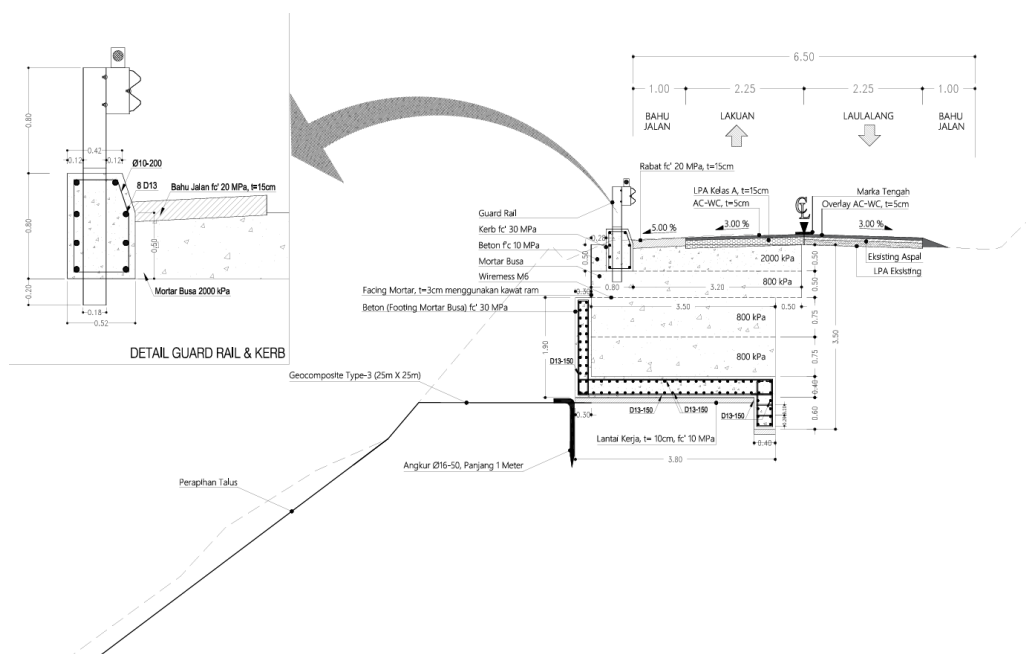 0.80
0.42
0.12
0.12
Ø10-200
8 D13
Bahu Jalan fc' 20 MPa, t=15cm
0.80
0.50
Mortar Busa 2000 kPa
0.20
0.18
0.52
DETAIL GUARD RAIL & KERB
6.50
1.00
2.25
2.25
1.00
BAHU
JALAN
LAKUAN
LAULALANG
BAHU
JALAN
Rabat fc' 20 MPa, t=15cm
LPA Kelas A, t=15cm
AC-WC, t=5cm
CL
Marka Tengah
Overlay AC-WC, t=5cm
Guard Rail
Kerb fc' 30 MPa
Beton f'c 10 MPa
Mortar Busa
Wiremess M6
Facing Mortar, t=3cm menggunakan kawat ram
Beton (Footing Mortar Busa) fc' 30 MPa
5.00 %
3.00 %
3.00 %
0.50
2000 kPa
Eksisting Aspal
LPA Eksisting
0.50
0.80
3.20
800 kPa
0.50
0.30
3.50
0.50
800 kPa
0.75
3.50
1.90
800 kPa
0.75
D13-150
0.40
D13-150
D13-150
D13-150
0.60
0.30
0.40
3.80
Lantai Kerja, t= 10cm, fc' 10 MPa
Geocomposite Type-3 (25m X 25m)
Angkur Ø16-50, Panjang 1 Meter
Perapihan Talus